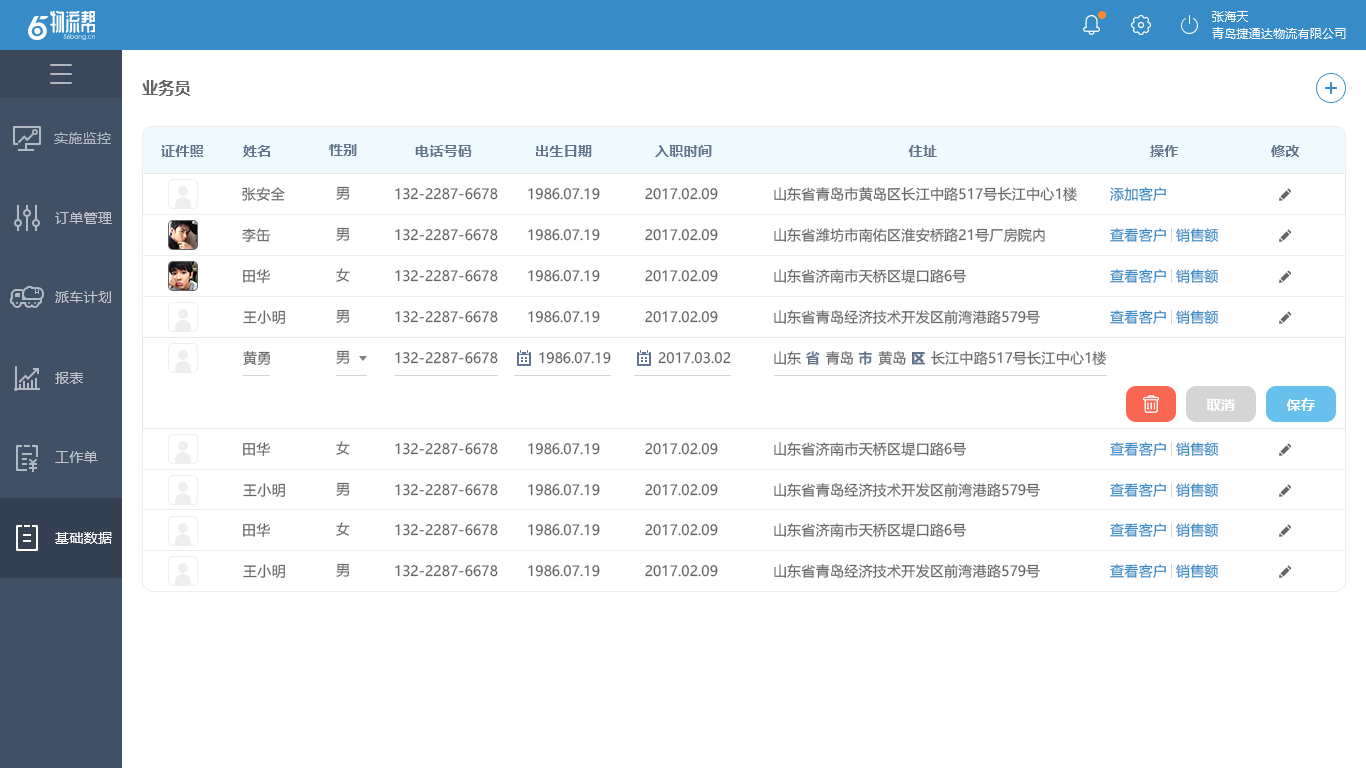 6物流帮
56bang.cn
张海天
青岛捷通达物流有限公司
业务员
实施监控
订单管理
派车计划
报表
工作单
基础数据
证件照 姓名 性别 电话号码 出生日期 入职时间 住址 操作 修改
张安全 男 132-2287-6678 1986.07.19 2017.02.09 山东省青岛市黄岛区长江中路517号长江中心1楼 添加客户
李缶 男 132-2287-6678 1986.07.19 2017.02.09 山东省潍坊市南佑区淮安桥路21号厂房院内 查看客户 销售额
田华 女 132-2287-6678 1986.07.19 2017.02.09 山东省济南市天桥区堤口路6号 查看客户 销售额
王小明 男 132-2287-6678 1986.07.19 2017.02.09 山东省青岛经济技术开发区前湾港路579号 查看客户 销售额
黄勇 男 132-2287-6678 1986.07.19 2017.03.02 山东 省 青岛 市 黄岛 区 长江中路517号长江中心1楼
取消 保存
田华 女 132-2287-6678 1986.07.19 2017.02.09 山东省济南市天桥区堤口路6号 查看客户 销售额
王小明 男 132-2287-6678 1986.07.19 2017.02.09 山东省青岛经济技术开发区前湾港路579号 查看客户 销售额
田华 女 132-2287-6678 1986.07.19 2017.02.09 山东省济南市天桥区堤口路6号 查看客户 销售额
王小明 男 132-2287-6678 1986.07.19 2017.02.09 山东省青岛经济技术开发区前湾港路579号 查看客户 销售额